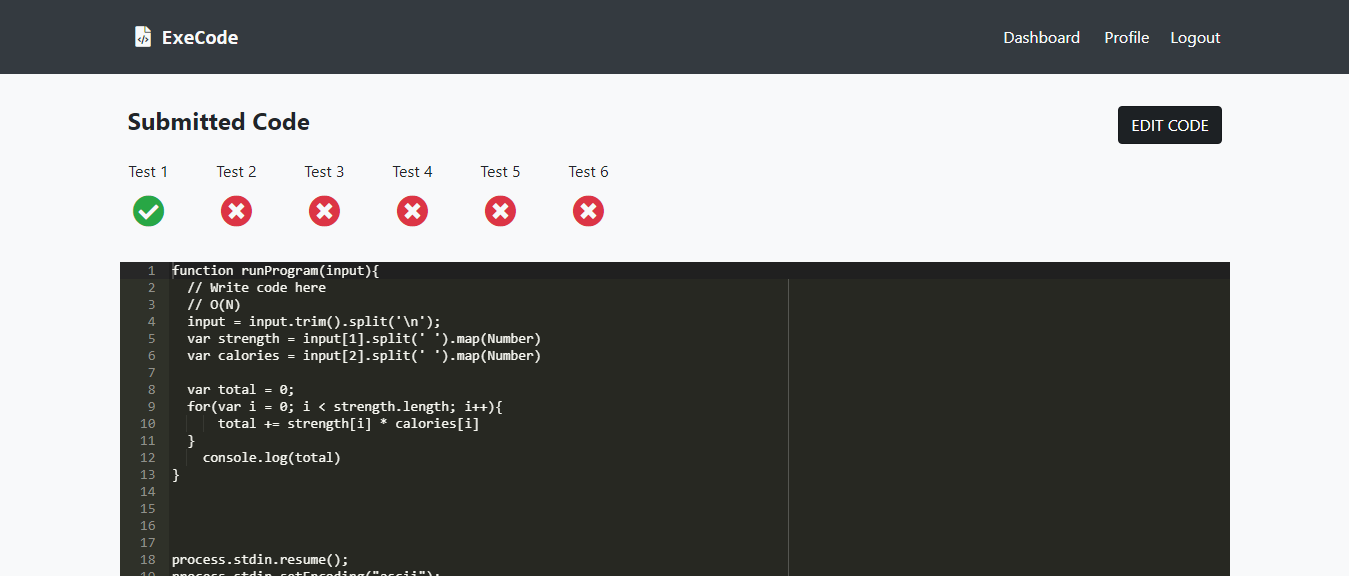 ExeCode
Dashboard Profile Logout
Submitted Code
EDIT CODE
Test 1 Test 2 Test 3 Test 4 Test 5 Test 6
1 function runProgram(input){
2 // Write code here
3 // O(N)
4 input = input.trim().split('\n');
5 var strength = input[1].split(' ').map(Number)
6 var calories = input[2].split(' ').map(Number)
7
8 var total = 0;
9 for(var i = 0; i < strength.length; i++){
10 total += strength[i] * calories[i]
11 }
12 console.log(total)
13 }
14
15
16
17
18 process.stdin.resume();
19 process.stdin.setEncoding("ascii");